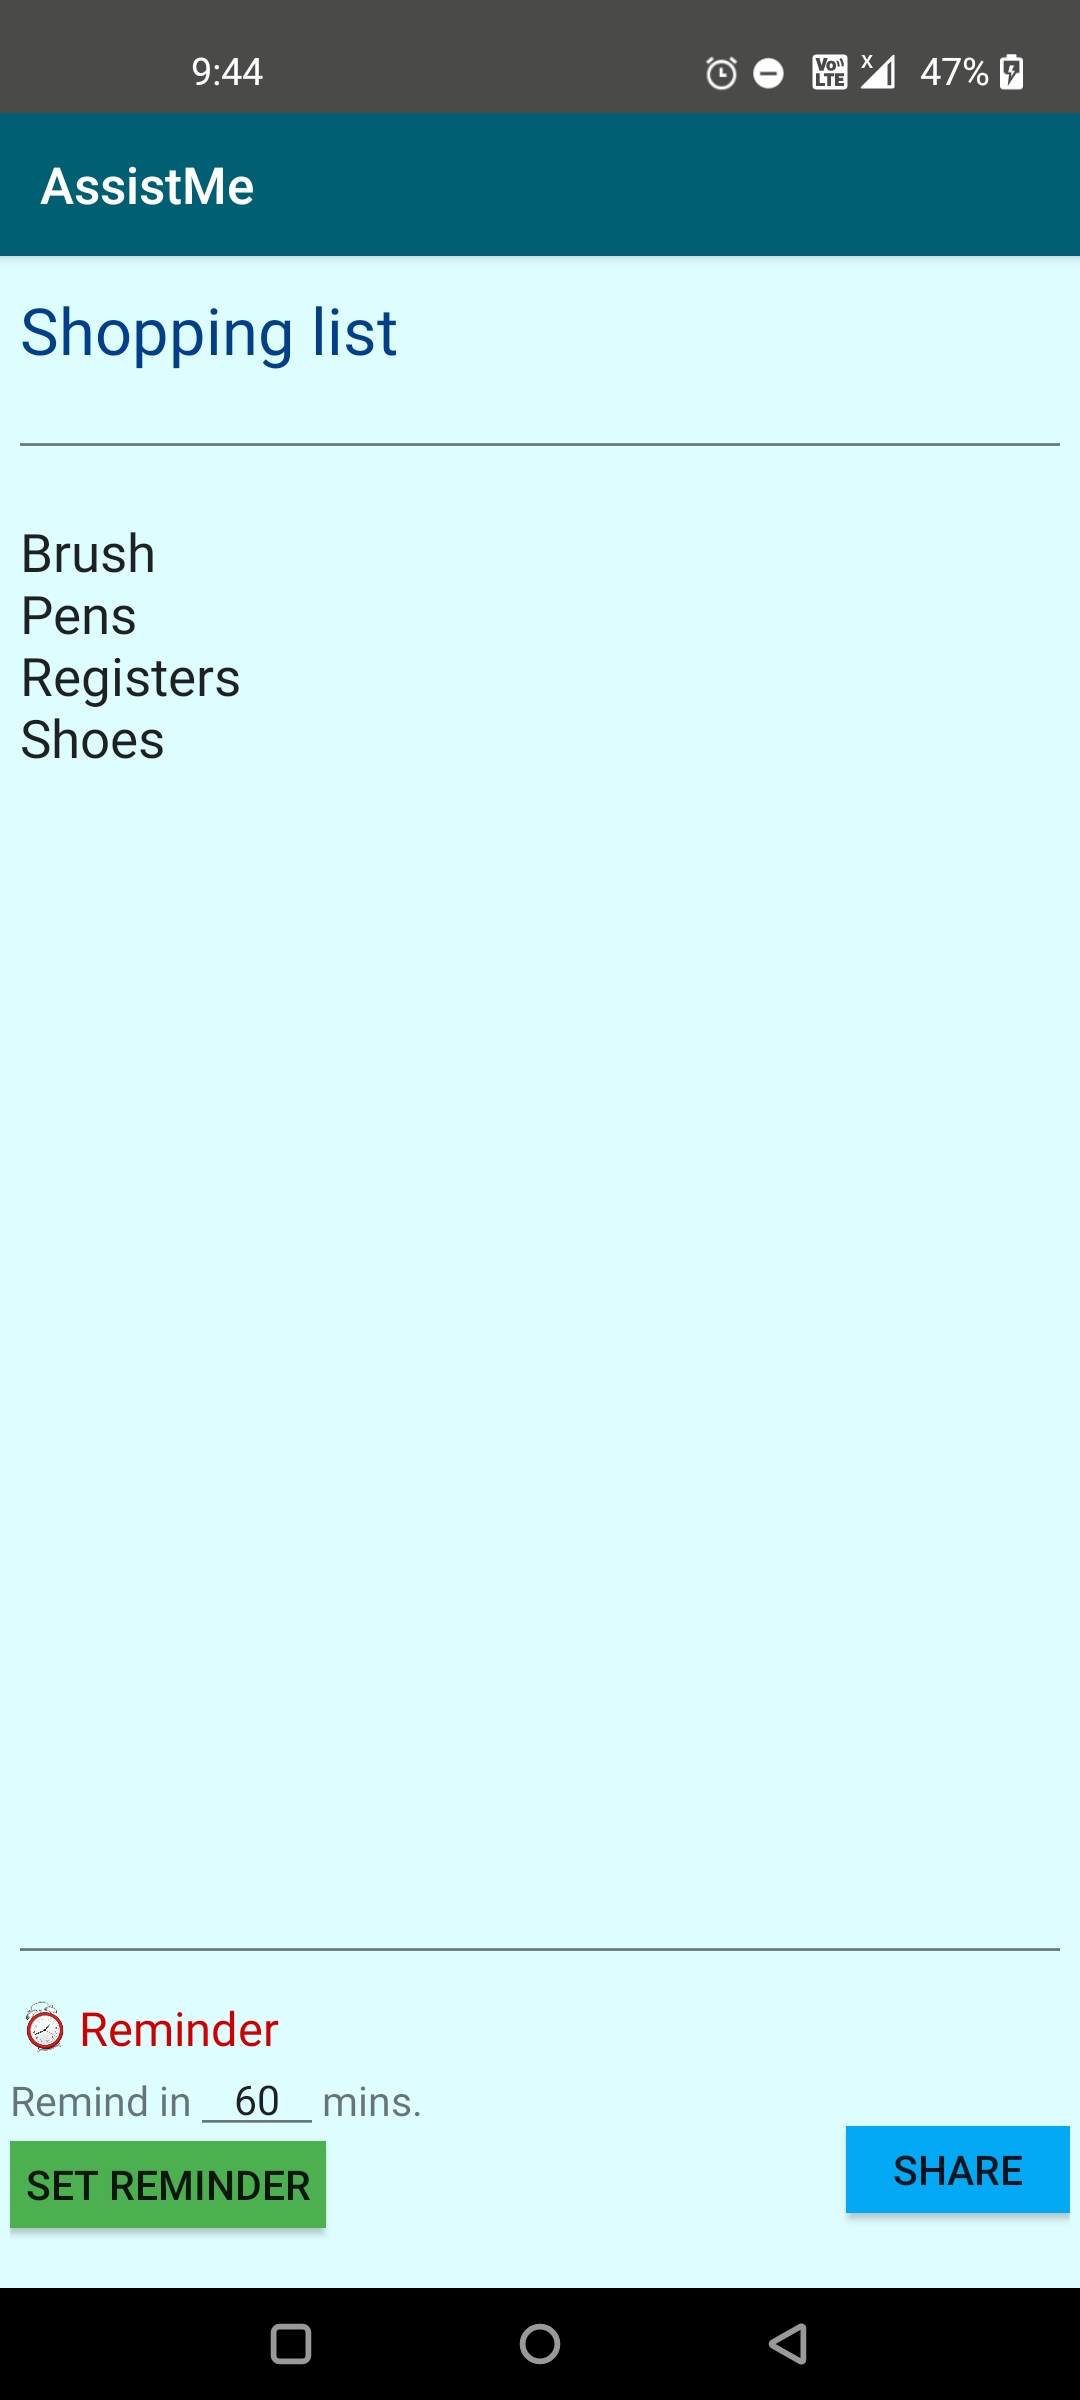 9:44 Vo LTE x 47%
AssistMe
Shopping list
Brush
Pens
Registers
Shoes
Reminder
Remind in 60 mins.
SET REMINDER
SHARE